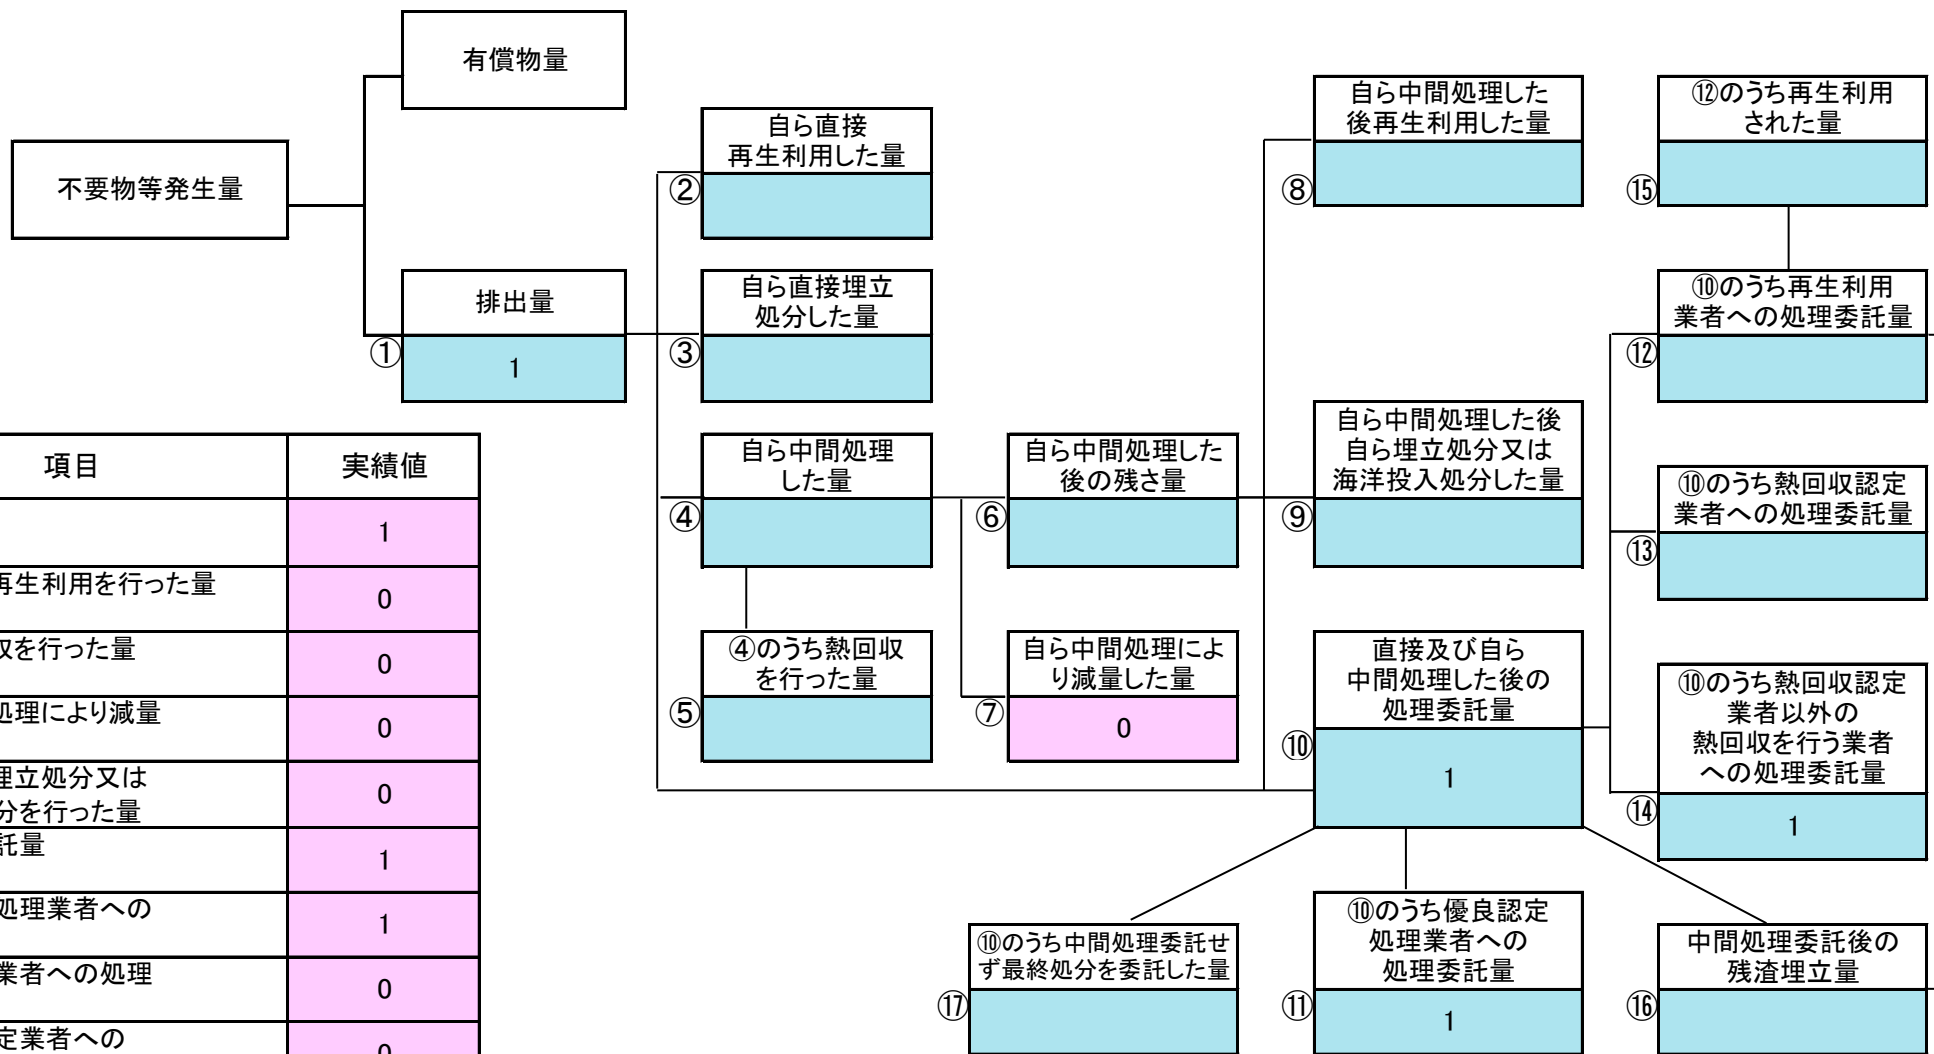 有償物量
不要物等発生量
排出量
①
1
自ら直接
再生利用した量
②
自ら直接埋立
処分した量
③
自ら中間処理
した量
④
④のうち熱回収
を行った量
⑤
自ら中間処理した
後の残さ量
⑥
自ら中間処理によ
り減量した量
⑦
0
自ら中間処理した
後再生利用した量
⑧
自ら中間処理した後
自ら埋立処分又は
海洋投入処分した量
⑨
直接及び自ら
中間処理した後の
処理委託量
⑩
1
⑫のうち再生利用
された量
⑮
⑩のうち再生利用
業者への処理委託量
⑫
⑩のうち熱回収認定
業者への処理委託量
⑬
⑩のうち熱回収認定
業者以外の
熱回収を行う業者
への処理委託量
⑭
1
⑩のうち中間処理委託せ
ず最終処分を委託した量
⑰
⑩のうち優良認定
処理業者への
処理委託量
⑪
1
中間処理委託後の
残渣埋立量
⑯
項目 実績値
1
再生利用を行った量 0
を行った量 0
処理により減量 0
埋立処分又は
分を行った量 0
託量 1
処理業者への 1
業者への処理 0
定業者への 0